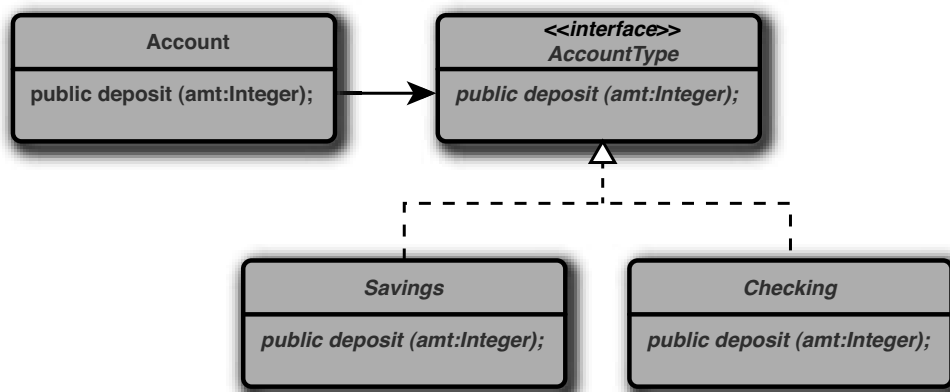 Account
public deposit (amt:Integer);
<<interface>>
AccountType
public deposit (amt:Integer);
Savings
public deposit (amt:Integer);
Checking
public deposit (amt:Integer);